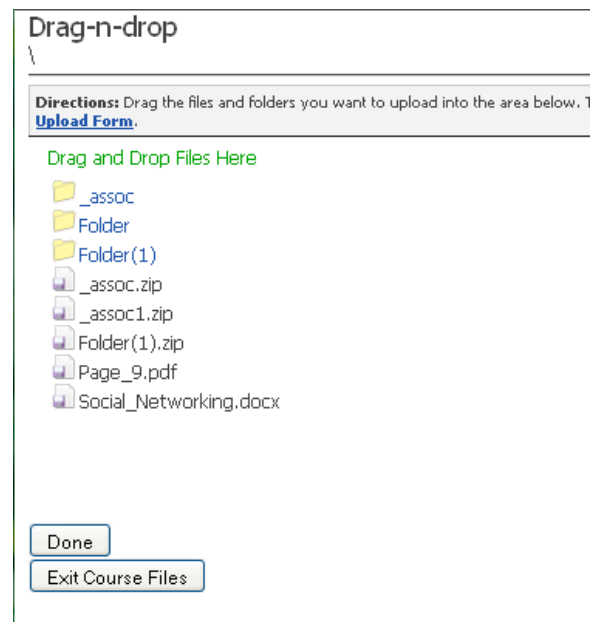 Drag-n-drop
\
Directions: Drag the files and folders you want to upload into the area below.
Upload Form.
Drag and Drop Files Here
_assoc
Folder
Folder(1)
_assoc.zip
_assoc1.zip
Folder(1).zip
Page_9.pdf
Social_Networking.docx
Done
Exit Course Files